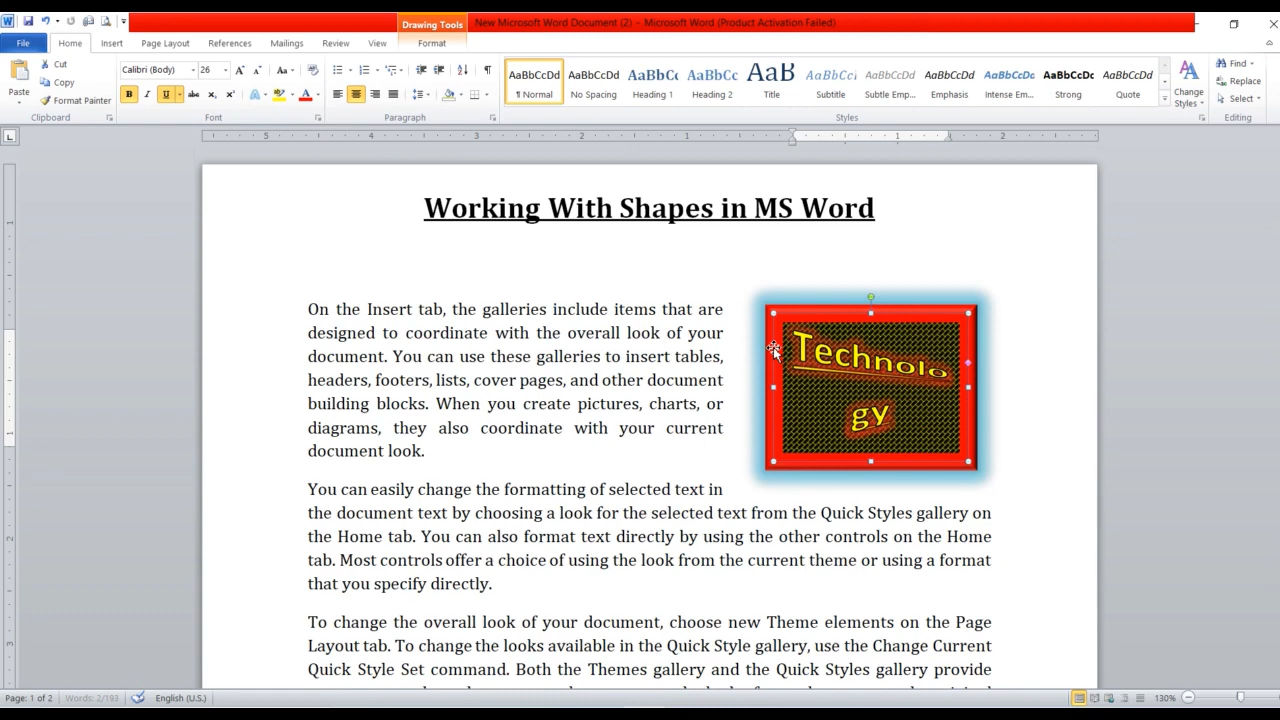 Drawing Tools
New Microsoft Word Document (2) – Microsoft Word (Product Activation Failed)
File Home Insert Page Layout References Mailings Review View Format
Cut
Copy
Format Painter
Paste
Clipboard
Calibri (Body) 26
Font
Paragraph
AaBbCcDd AaBbCcDd AaBbCc AaBbCc AaB AaBbCcI AaBbCcDd AaBbCcDd AaBbCcDd AaBbCcDc AaBbCcDd
¶ Normal No Spacing Heading 1 Heading 2 Title Subtitle Subtle Emp... Emphasis Intense Em... Strong Quote
Styles
Change
Styles
Find
Replace
Select
Editing
5 4 3 2 1 1 2
Working With Shapes in MS Word
On the Insert tab, the galleries include items that are
designed to coordinate with the overall look of your
document. You can use these galleries to insert tables,
headers, footers, lists, cover pages, and other document
building blocks. When you create pictures, charts, or
diagrams, they also coordinate with your current
document look.
Technolo
gy
You can easily change the formatting of selected text in
the document text by choosing a look for the selected text from the Quick Styles gallery on
the Home tab. You can also format text directly by using the other controls on the Home
tab. Most controls offer a choice of using the look from the current theme or using a format
that you specify directly.
To change the overall look of your document, choose new Theme elements on the Page
Layout tab. To change the looks available in the Quick Style gallery, use the Change Current
Quick Style Set command. Both the Themes gallery and the Quick Styles gallery provide
Page: 1 of 2 Words: 2/193 English (U.S.) 130%